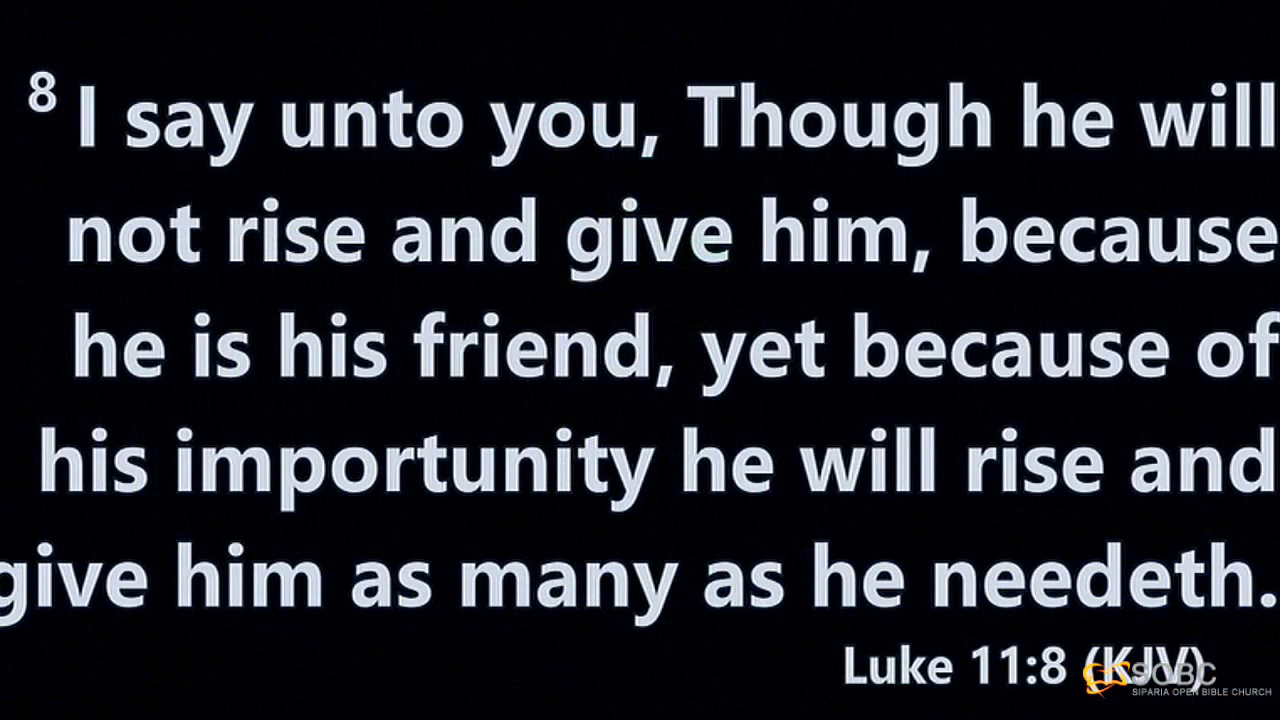 8 I say unto you, Though he will
not rise and give him, because
he is his friend, yet because of
his importunity he will rise and
give him as many as he needeth.
Luke 11:8 (KJV)
SOBC
SIPARIA OPEN BIBLE CHURCH